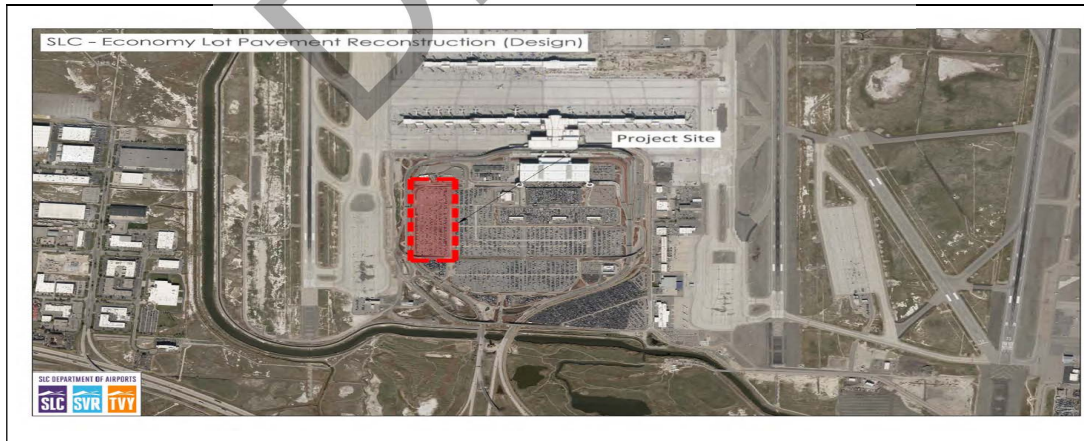 SLC – Economy Lot Pavement Reconstruction (Design)
Project Site
SLC DEPARTMENT OF AIRPORTS
SLC SVR TVY